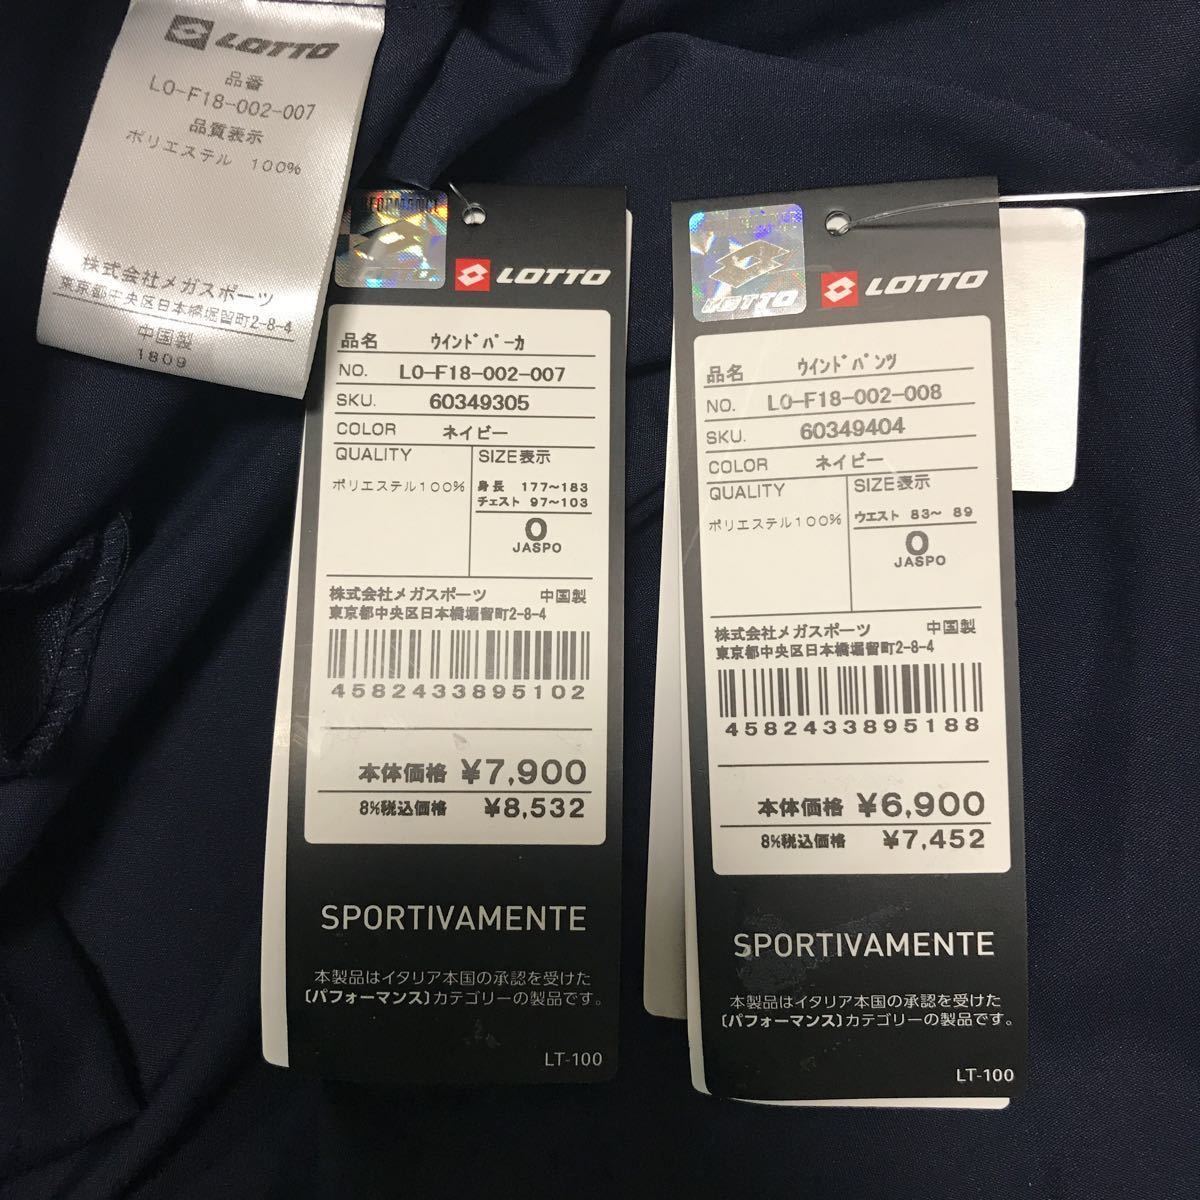 LOTTO
品番
LO-F18-002-007
品質表示
ポリエステル 100%
株式会社メガスポーツ
東京都中央区日本橋堀留町2-8-4
中国製
1809
LOTTO
品名 ウインドパーカ
NO. LO-F18-002-007
SKU. 60349305
COLOR ネイビー
QUALITY
ポリエステル100%
SIZE表示
身長 177～183
チェスト 97～103
O
JASPO
株式会社メガスポーツ 中国製
東京都中央区日本橋堀留町2-8-4
4582433895102
本体価格 ¥7,900
8%税込価格 ¥8,532
SPORTIVAMENTE
本製品はイタリア本国の承認を受けた
〔パフォーマンス〕カテゴリーの製品です。
LT-100
LOTTO
LOTTO
品名 ウインドパンツ
NO. LO-F18-002-008
SKU. 60349404
COLOR ネイビー
QUALITY
ポリエステル100%
SIZE表示
ウエスト 83～ 89
O
JASPO
株式会社メガスポーツ 中国製
東京都中央区日本橋堀留町2-8-4
4582433895188
本体価格 ¥6,900
8%税込価格 ¥7,452
SPORTIVAMENTE
本製品はイタリア本国の承認を受けた
〔パフォーマンス〕カテゴリーの製品です。
LT-100